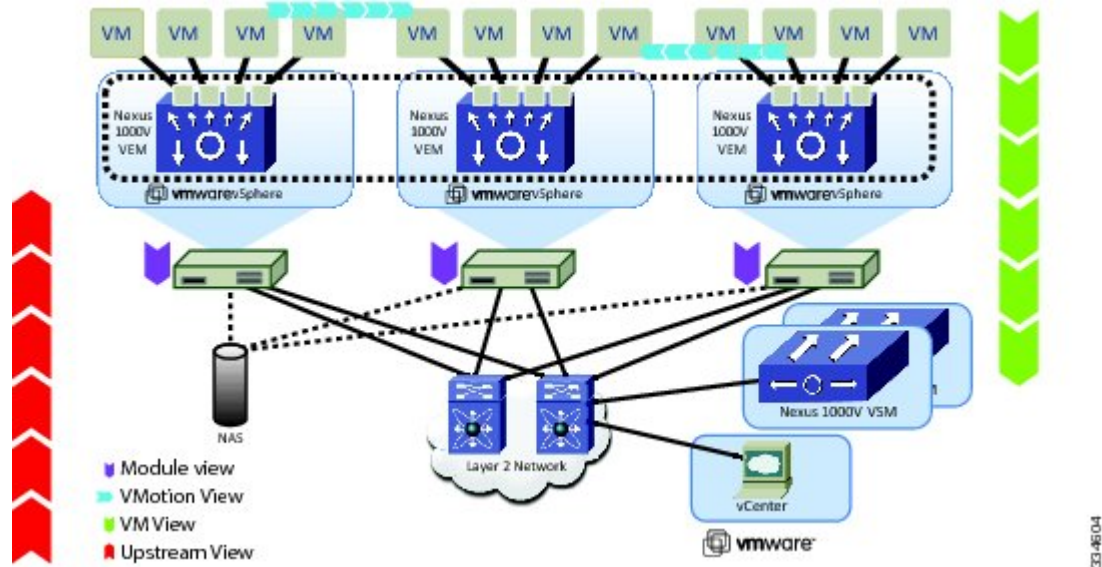 VM VM VM VM VM VM VM VM VM VM VM VM
Nexus
1000V
VEM
Nexus
1000V
VEM
Nexus
1000V
VEM
vmware vSphere
vmware vSphere
vmware vSphere
Nexus 1000V VSM
M
NAS
Layer 2 Network
vCenter
vmware
Module view
VMotion View
VM View
Upstream View
334604